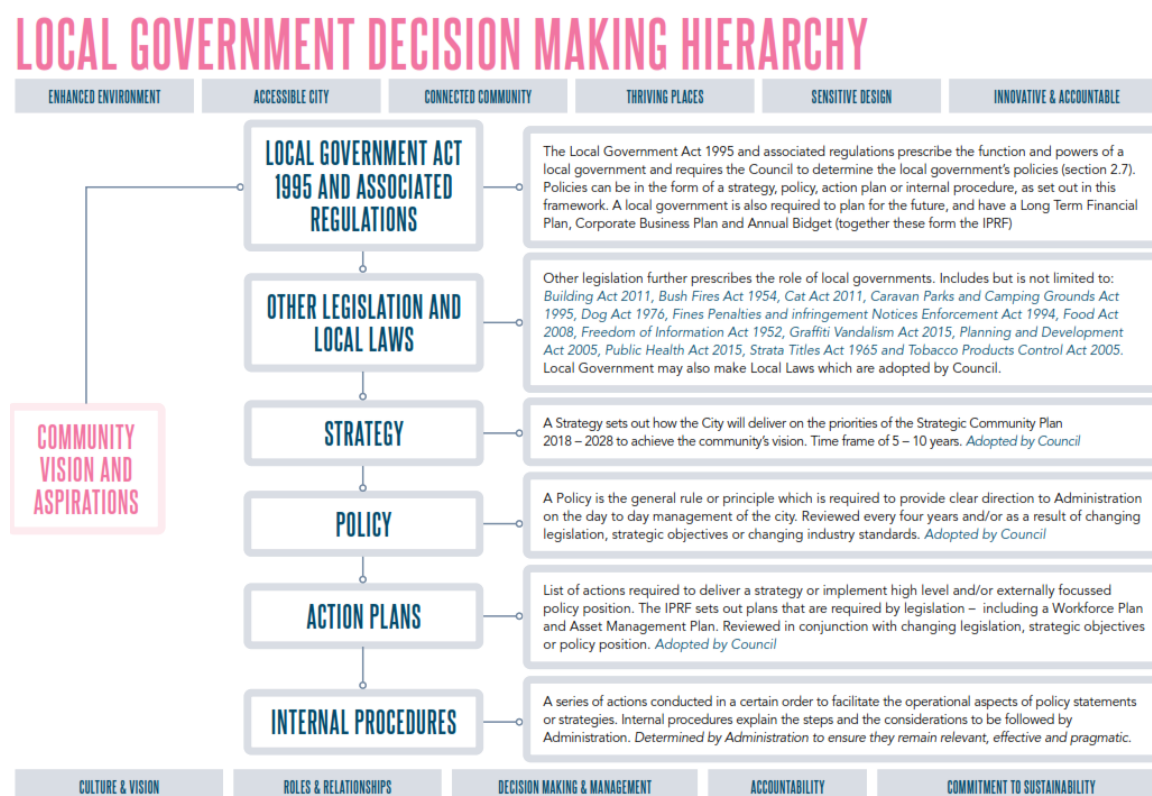 LOCAL GOVERNMENT DECISION MAKING HIERARCHY
ENHANCED ENVIRONMENT
ACCESSIBLE CITY
CONNECTED COMMUNITY
THRIVING PLACES
SENSITIVE DESIGN
INNOVATIVE & ACCOUNTABLE
LOCAL GOVERNMENT ACT
1995 AND ASSOCIATED
REGULATIONS
The Local Government Act 1995 and associated regulations prescribe the function and powers of a
local government and requires the Council to determine the local government's policies (section 2.7).
Policies can be in the form of a strategy, policy, action plan or internal procedure, as set out in this
framework. A local government is also required to plan for the future, and have a Long Term Financial
Plan, Corporate Business Plan and Annual Budget (together these form the IPRF)
OTHER LEGISLATION AND
LOCAL LAWS
Other legislation further prescribes the role of local governments. Includes but is not limited to:
Building Act 2011, Bush Fires Act 1954, Cat Act 2011, Caravan Parks and Camping Grounds Act
1995, Dog Act 1976, Fines Penalties and infringement Notices Enforcement Act 1994, Food Act
2008, Freedom of Information Act 1952, Graffiti Vandalism Act 2015, Planning and Development
Act 2005, Public Health Act 2015, Strata Titles Act 1965 and Tobacco Products Control Act 2005.
Local Government may also make Local Laws which are adopted by Council.
COMMUNITY
VISION AND
ASPIRATIONS
STRATEGY
A Strategy sets out how the City will deliver on the priorities of the Strategic Community Plan
2018 – 2028 to achieve the community's vision. Time frame of 5 – 10 years. Adopted by Council
POLICY
A Policy is the general rule or principle which is required to provide clear direction to Administration
on the day to day management of the city. Reviewed every four years and/or as a result of changing
legislation, strategic objectives or changing industry standards. Adopted by Council
ACTION PLANS
List of actions required to deliver a strategy or implement high level and/or externally focussed
policy position. The IPRF sets out plans that are required by legislation – including a Workforce Plan
and Asset Management Plan. Reviewed in conjunction with changing legislation, strategic objectives
or policy position. Adopted by Council
INTERNAL PROCEDURES
A series of actions conducted in a certain order to facilitate the operational aspects of policy statements
or strategies. Internal procedures explain the steps and the considerations to be followed by
Administration. Determined by Administration to ensure they remain relevant, effective and pragmatic.
CULTURE & VISION
ROLES & RELATIONSHIPS
DECISION MAKING & MANAGEMENT
ACCOUNTABILITY
COMMITMENT TO SUSTAINABILITY